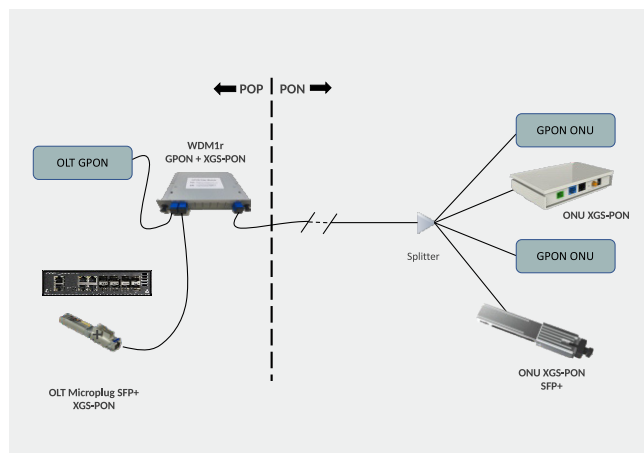 POP
PON
WDM1r
GPON + XGS-PON
OLT GPON
GPON ONU
ONU XGS-PON
Splitter
GPON ONU
OLT Microplug SFP+
XGS-PON
ONU XGS-PON
SFP+